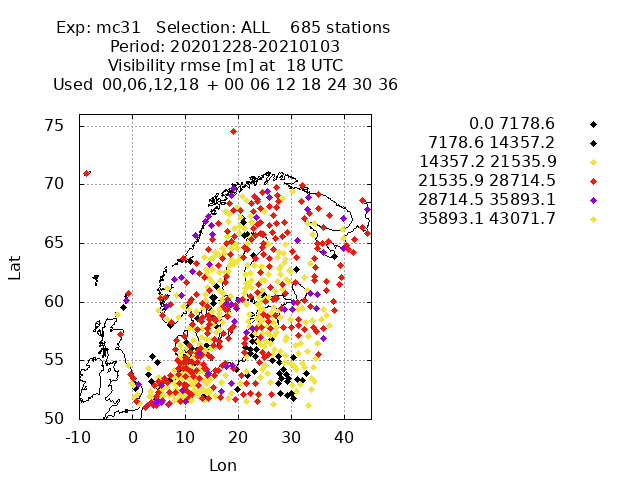 Exp: mc31 Selection: ALL 685 stations
Period: 20201228-20210103
Visibility rmse [m] at 18 UTC
Used 00,06,12,18 + 00 06 12 18 24 30 36
0.0 7178.6
7178.6 14357.2
14357.2 21535.9
21535.9 28714.5
28714.5 35893.1
35893.1 43071.7
75
70
65
60
55
50
Lat
-10 0 10 20 30 40
Lon